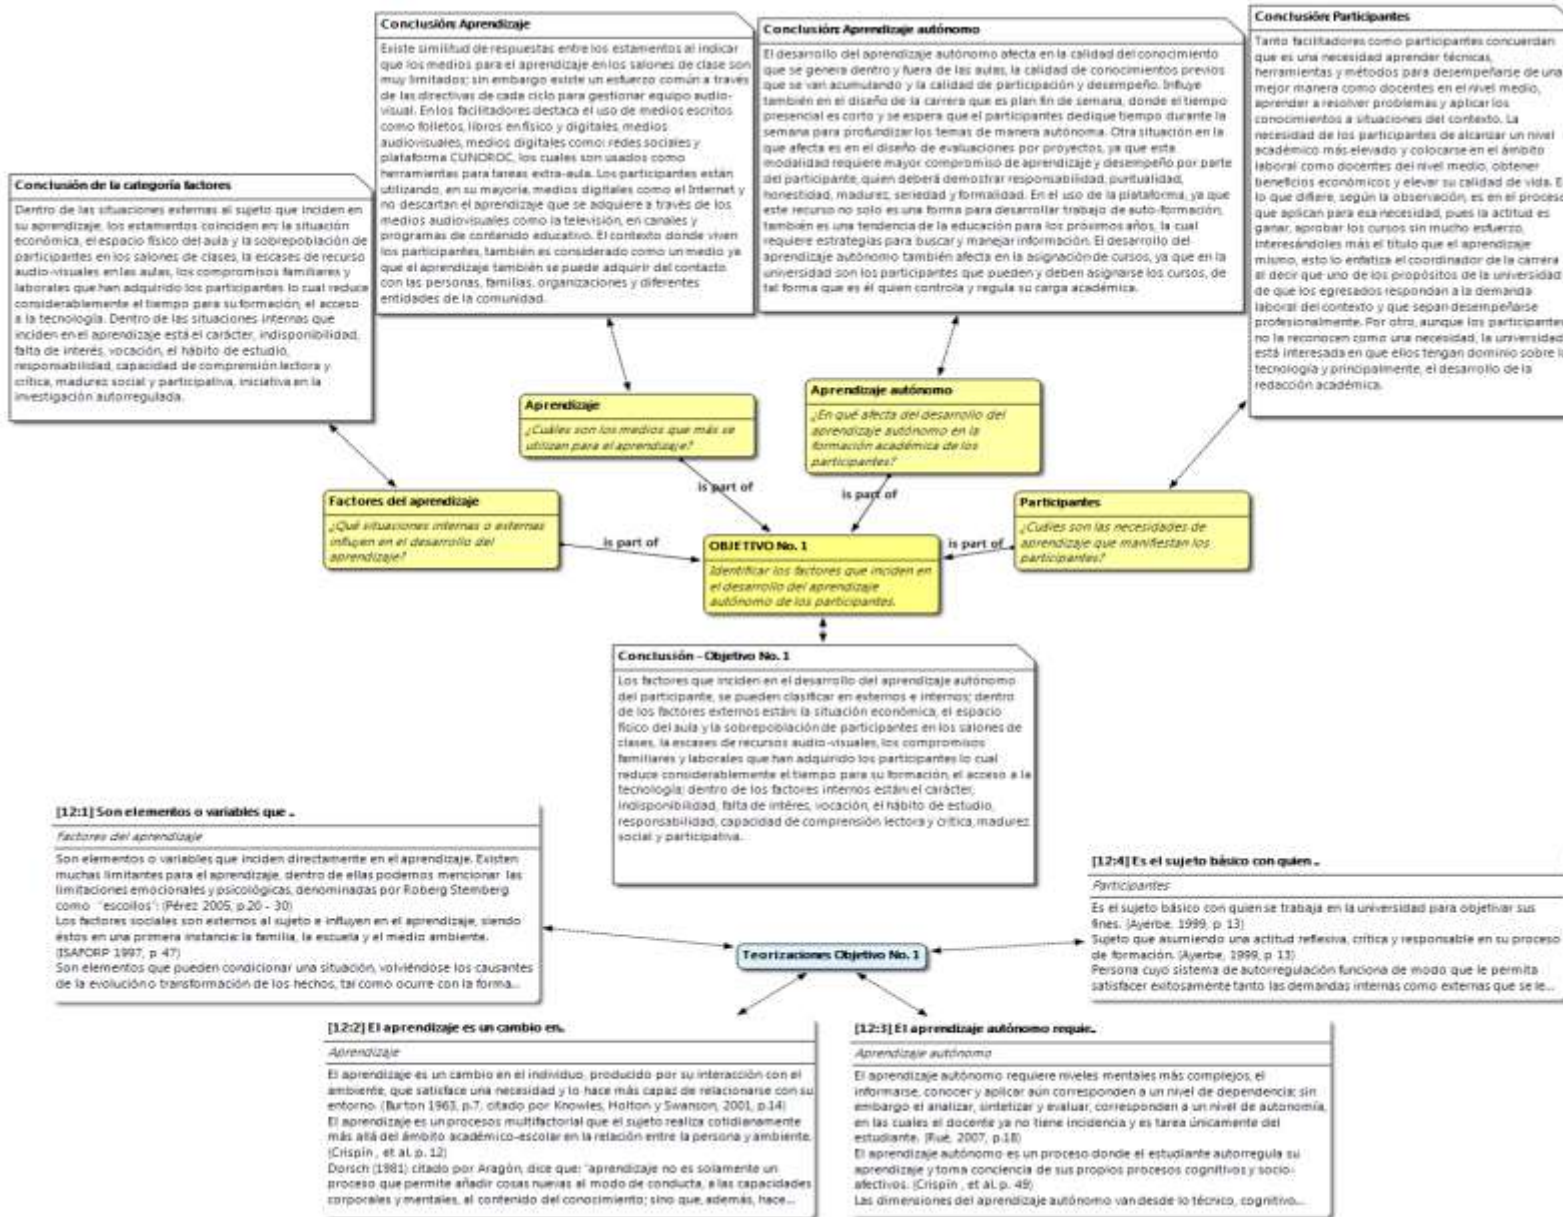 Conclusión: Aprendizaje
Existe similitud de respuestas entre los estamentos al indicar
que los medios para el aprendizaje en los salones de clase son
muy limitados; sin embargo existe un esfuerzo común a través
de las directivas de cada ciclo para gestionar equipo audio-
visual. En los facilitadores destaca el uso de medios escritos
como folletos, libros en físico y digitales, medios
audiovisuales, medios digitales como: redes sociales y
plataforma CUNOROC, los cuales son usados como
herramientas para tareas extra-aula. Los participantes están
utilizando, en su mayoría, medios digitales como el Internet y
no descartan el aprendizaje que se adquiere a través de los
medios audiovisuales como la televisión, en canales y
programas de contenido educativo. El contexto donde viven
los participantes, también es considerado como un medio ya
que el aprendizaje también se puede adquirir del contacto
con las personas, familias, organizaciones y diferentes
entidades de la comunidad.
Conclusión: Aprendizaje autónomo
El desarrollo del aprendizaje autónomo afecta en la calidad del conocimiento
que se genera dentro y fuera de las aulas, la calidad de conocimientos previos
que se van acumulando y la calidad de participación y desempeño. Influye
también en el diseño de la carrera que es plan fin de semana, donde el tiempo
presencial es corto y se espera que el participantes dedique tiempo durante la
semana para profundizar los temas de manera autónoma. Otra situación en la
que afecta es en el diseño de evaluaciones por proyectos, ya que esta
modalidad requiere mayor compromiso de aprendizaje y desempeño por parte
del participante, quien deberá demostrar responsabilidad, puntualidad,
honestidad, madurez, seriedad y formalidad. En el uso de la plataforma, ya que
este recurso no solo es una forma para desarrollar trabajo de auto-formación,
también es una tendencia de la educación para los próximos años, la cual
requiere estrategias para buscar y manejar información. El desarrollo del
aprendizaje autónomo también afecta en la asignación de cursos, ya que en la
universidad son los participantes que pueden y deben asignarse los cursos, de
tal forma que es él quien controla y regula su carga académica.
Conclusión: Participantes
Tanto facilitadores como participantes concuerdan
que es una necesidad aprender técnicas,
herramientas y métodos para desempeñarse de una
mejor manera como docentes en el nivel medio,
aprender a resolver problemas y aplicar los
conocimientos a situaciones del contexto. La
necesidad de los participantes de alcanzar un nivel
académico más elevado y colocarse en el ámbito
laboral como docentes del nivel medio, obtener
beneficios económicos y elevar su calidad de vida. E
lo que difiere, según la observación, es en el proceso
que aplican para esa necesidad, pues la actitud es
ganar, aprobar los cursos sin mucho esfuerzo,
interesándoles más el título que el aprendizaje
mismo, esto lo enfatiza el coordinador de la carrera
al decir que uno de los propósitos de la universidad
de que los egresados respondan a la demanda
laboral del contexto y que sepan desempeñarse
profesionalmente. Por otro, aunque los participantes
no la reconocen como una necesidad, la universidad
está interesada en que ellos tengan dominio sobre l
tecnología y principalmente, el desarrollo de la
redacción académica.
Conclusión de la categoría factores
Dentro de las situaciones externas al sujeto que inciden en
su aprendizaje, los estamentos coinciden en: la situación
económica, el espacio físico del aula y la sobrepoblación de
participantes en los salones de clases, la escases de recurso
audio-visuales en las aulas, los compromisos familiares y
laborales que han adquirido los participantes lo cual reduce
considerablemente el tiempo para su formación, el acceso
a la tecnología. Dentro de las situaciones internas que
inciden en el aprendizaje está el carácter, indisponibilidad,
falta de interés, vocación, el hábito de estudio,
responsabilidad, capacidad de comprensión lectora y
crítica, madurez social y participativa, iniciativa en la
investigación autorregulada.
Aprendizaje
¿Cuáles son los medios que más se
utilizan para el aprendizaje?
Aprendizaje autónomo
¿En qué afecta del desarrollo del
aprendizaje autónomo en la
formación académica de los
participantes?
is part of
is part of
Factores del aprendizaje
¿Qué situaciones internas o externas
influyen en el desarrollo del
aprendizaje?
is part of
Participantes
¿Cuáles son las necesidades de
aprendizaje que manifiestan los
participantes?
is part of
OBJETIVO No. 1
Identificar los factores que inciden en
el desarrollo del aprendizaje
autónomo de los participantes.
Conclusión - Objetivo No. 1
Los factores que inciden en el desarrollo del aprendizaje autónomo
del participante, se pueden clasificar en externos e internos; dentro
de los factores externos están: la situación económica, el espacio
físico del aula y la sobrepoblación de participantes en los salones de
clases, la escases de recursos audio-visuales, los compromisos
familiares y laborales que han adquirido los participantes lo cual
reduce considerablemente el tiempo para su formación, el acceso a la
tecnología; dentro de los factores internos están: el carácter,
indisponibilidad, falta de intéres, vocación, el hábito de estudio,
responsabilidad, capacidad de comprensión lectora y crítica, madurez
social y participativa.
[12:1] Son elementos o variables que ..
Factores del aprendizaje
Son elementos o variables que inciden directamente en el aprendizaje. Existen
muchas limitantes para el aprendizaje, dentro de ellas podemos mencionar las
limitaciones emocionales y psicológicas, denominadas por Roberg Sternberg
como "escollos": (Pérez 2005, p.20 - 30)
Los factores sociales son externos al sujeto e influyen en el aprendizaje, siendo
éstos en una primera instancia: la familia, la escuela y el medio ambiente.
(ISAFORP 1997, p 47)
Son elementos que pueden condicionar una situación, volviéndose los causantes
de la evolución o transformación de los hechos, tal como ocurre con la forma...
[12:4] Es el sujeto básico con quien ..
Participantes
Es el sujeto básico con quien se trabaja en la universidad para objetivar sus
fines. (Ayerbe, 1999, p 13)
Sujeto que asumiendo una actitud reflexiva, crítica y responsable en su proceso
de formación. (Ayerbe, 1999, p 13)
Persona cuyo sistema de autorregulación funciona de modo que le permita
satisfacer exitosamente tanto las demandas internas como externas que se le...
Teorizaciones Objetivo No. 1
[12:2] El aprendizaje es un cambio en..
Aprendizaje
El aprendizaje es un cambio en el individuo, producido por su interacción con el
ambiente, que satisface una necesidad y lo hace más capaz de relacionarse con su
entorno. (Burton 1963, p.7, citado por Knowles, Holton y Swanson, 2001, p.14)
El aprendizaje es un procesos multifactorial que el sujeto realiza cotidianamente
más allá del ámbito académico-escolar en la relación entre la persona y ambiente.
(Crispín , et al. p. 12)
Dorsch (1981) citado por Aragón, dice que: "aprendizaje no es solamente un
proceso que permite añadir cosas nuevas al modo de conducta, a las capacidades
corporales y mentales, al contenido del conocimiento; sino que, además, hace...
[12:3] El aprendizaje autónomo requie..
Aprendizaje autónomo
El aprendizaje autónomo requiere niveles mentales más complejos, el
informarse, conocer y aplicar aún corresponden a un nivel de dependencia; sin
embargo el analizar, sintetizar y evaluar, corresponden a un nivel de autonomía,
en las cuales el docente ya no tiene incidencia y es tarea únicamente del
estudiante. (Rué, 2007, p.18)
El aprendizaje autónomo es un proceso donde el estudiante autorregula su
aprendizaje y toma conciencia de sus propios procesos cognitivos y socio-
afectivos. (Crispín , et al. p. 49)
Las dimensiones del aprendizaje autónomo van desde lo técnico, cognitivo...